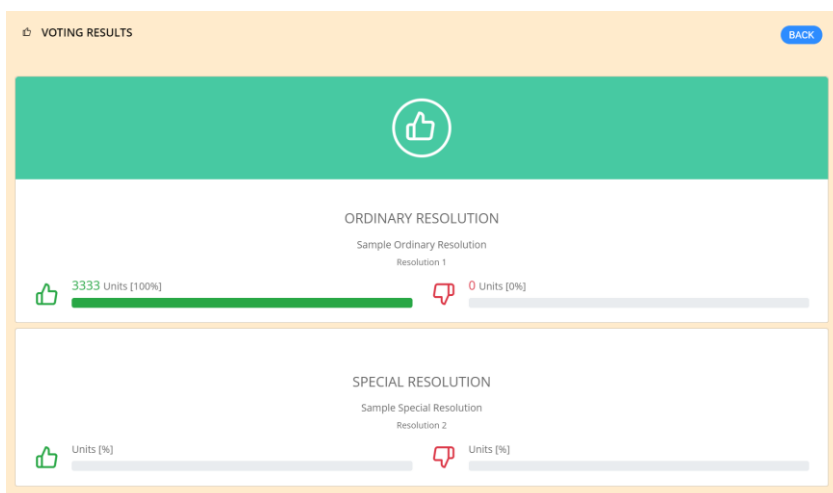 VOTING RESULTS
BACK
ORDINARY RESOLUTION
Sample Ordinary Resolution
Resolution 1
3333 Units [100%]
0 Units [0%]
SPECIAL RESOLUTION
Sample Special Resolution
Resolution 2
Units [%]
Units [%]